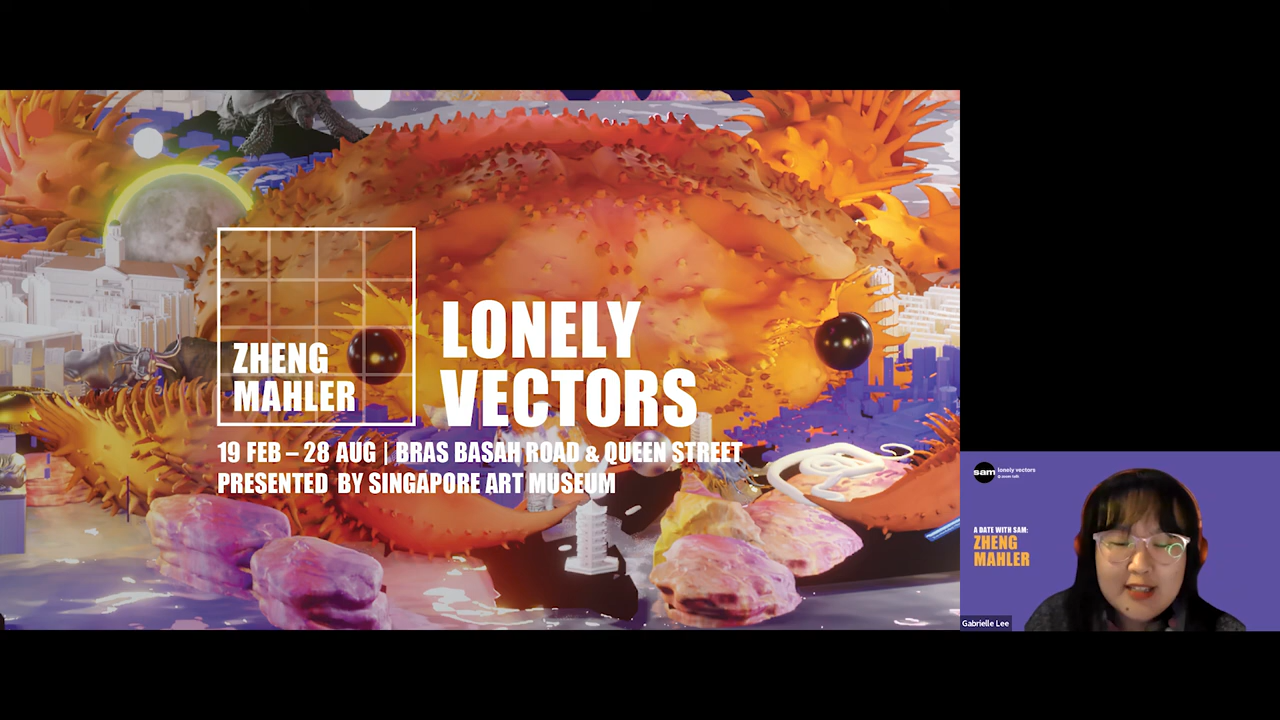 ZHENG
MAHLER
LONELY
VECTORS
19 FEB – 28 AUG | BRAS BASAH ROAD & QUEEN STREET
PRESENTED BY SINGAPORE ART MUSEUM
sam
lonely vectors
A DATE WITH SAM:
ZHENG
MAHLER
Gabrielle Lee